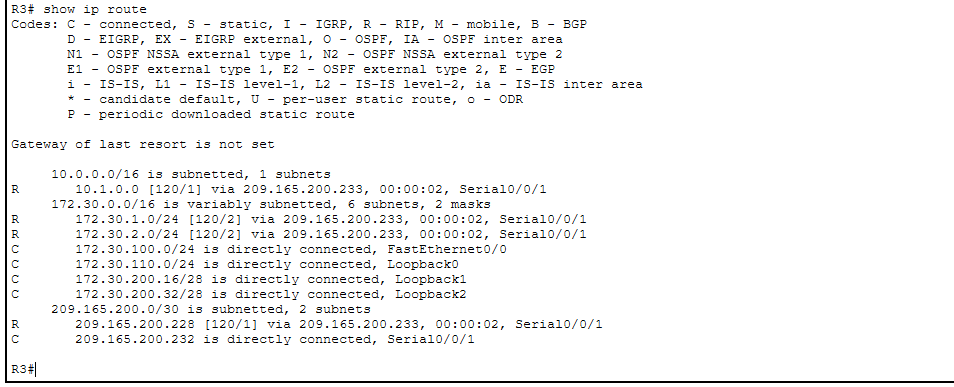 R3# show ip route
Codes: C - connected, S - static, I - IGRP, R - RIP, M - mobile, B - BGP
       D - EIGRP, EX - EIGRP external, O - OSPF, IA - OSPF inter area
       N1 - OSPF NSSA external type 1, N2 - OSPF NSSA external type 2
       E1 - OSPF external type 1, E2 - OSPF external type 2, E - EGP
       i - IS-IS, L1 - IS-IS level-1, L2 - IS-IS level-2, ia - IS-IS inter area
       * - candidate default, U - per-user static route, o - ODR
       P - periodic downloaded static route

Gateway of last resort is not set

     10.0.0.0/16 is subnetted, 1 subnets
R       10.1.0.0 [120/1] via 209.165.200.233, 00:00:02, Serial0/0/1
     172.30.0.0/16 is variably subnetted, 6 subnets, 2 masks
R       172.30.1.0/24 [120/2] via 209.165.200.233, 00:00:02, Serial0/0/1
R       172.30.2.0/24 [120/2] via 209.165.200.233, 00:00:02, Serial0/0/1
C       172.30.100.0/24 is directly connected, FastEthernet0/0
C       172.30.110.0/24 is directly connected, Loopback0
C       172.30.200.16/28 is directly connected, Loopback1
C       172.30.200.32/28 is directly connected, Loopback2
     209.165.200.0/30 is subnetted, 2 subnets
R       209.165.200.228 [120/1] via 209.165.200.233, 00:00:02, Serial0/0/1
C       209.165.200.232 is directly connected, Serial0/0/1

R3#